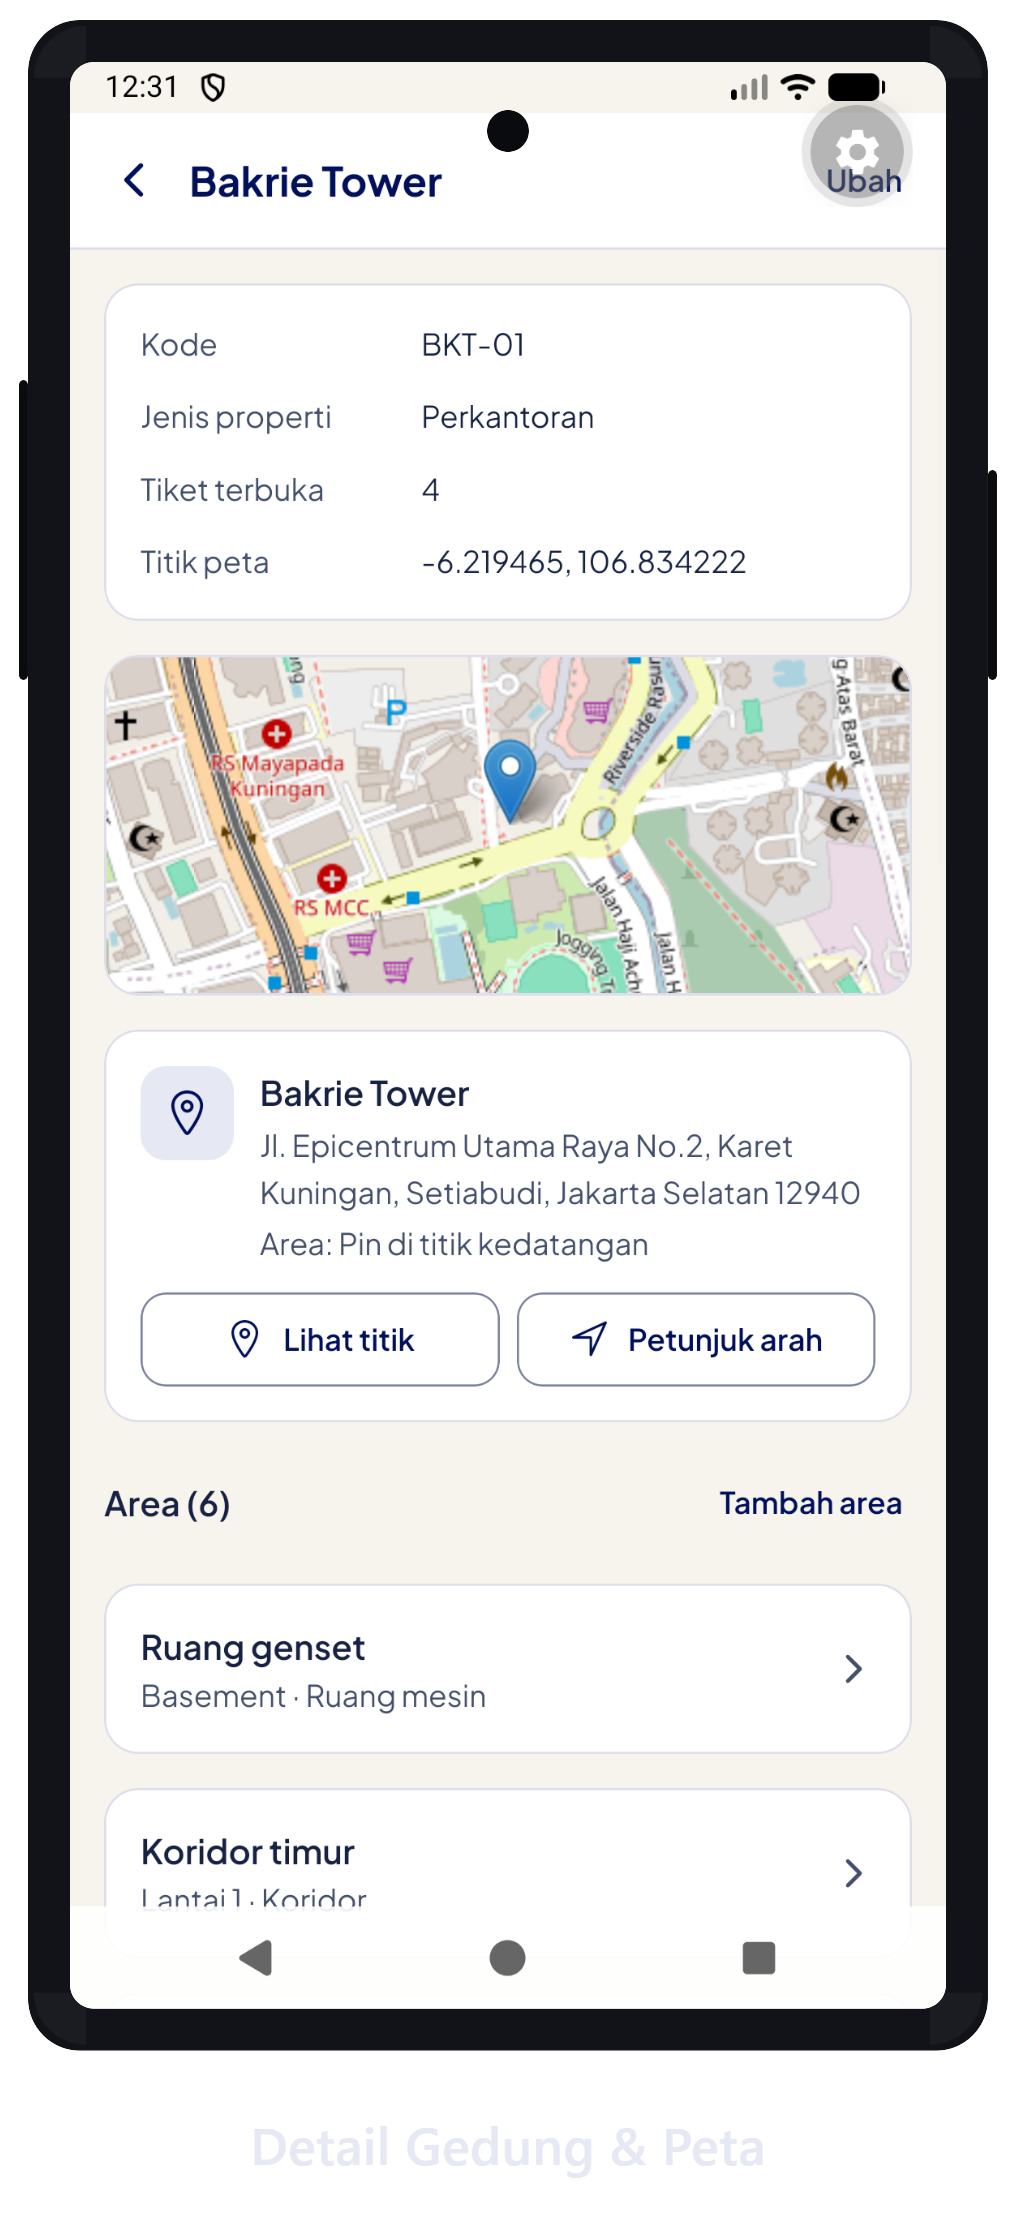 12:31
Bakrie Tower
Ubah
Kode BKT-01
Jenis properti Perkantoran
Tiket terbuka 4
Titik peta -6.219465, 106.834222
P
RS Mayapada
Kuningan
Riverside
g Atas Barat
RS MCC
Jalan Haji
Jogging
Jalan H
Bakrie Tower
Jl. Epicentrum Utama Raya No.2, Karet
Kuningan, Setiabudi, Jakarta Selatan 12940
Area: Pin di titik kedatangan
Lihat titik
Petunjuk arah
Area (6)
Tambah area
Ruang genset
Basement · Ruang mesin
Koridor timur
Lantai 1 · Koridor
Detail Gedung & Peta